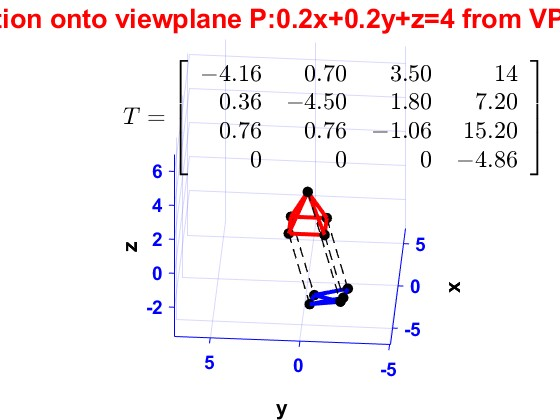 tion onto viewplane P:0.2x+0.2y+z=4 from VP
T =
−4.16 0.70 3.50 14
0.36 −4.50 1.80 7.20
0.76 0.76 −1.06 15.20
0 0 0 −4.86
6
4
2
0
-2
z
5
0
-5
x
5
0
-5
y